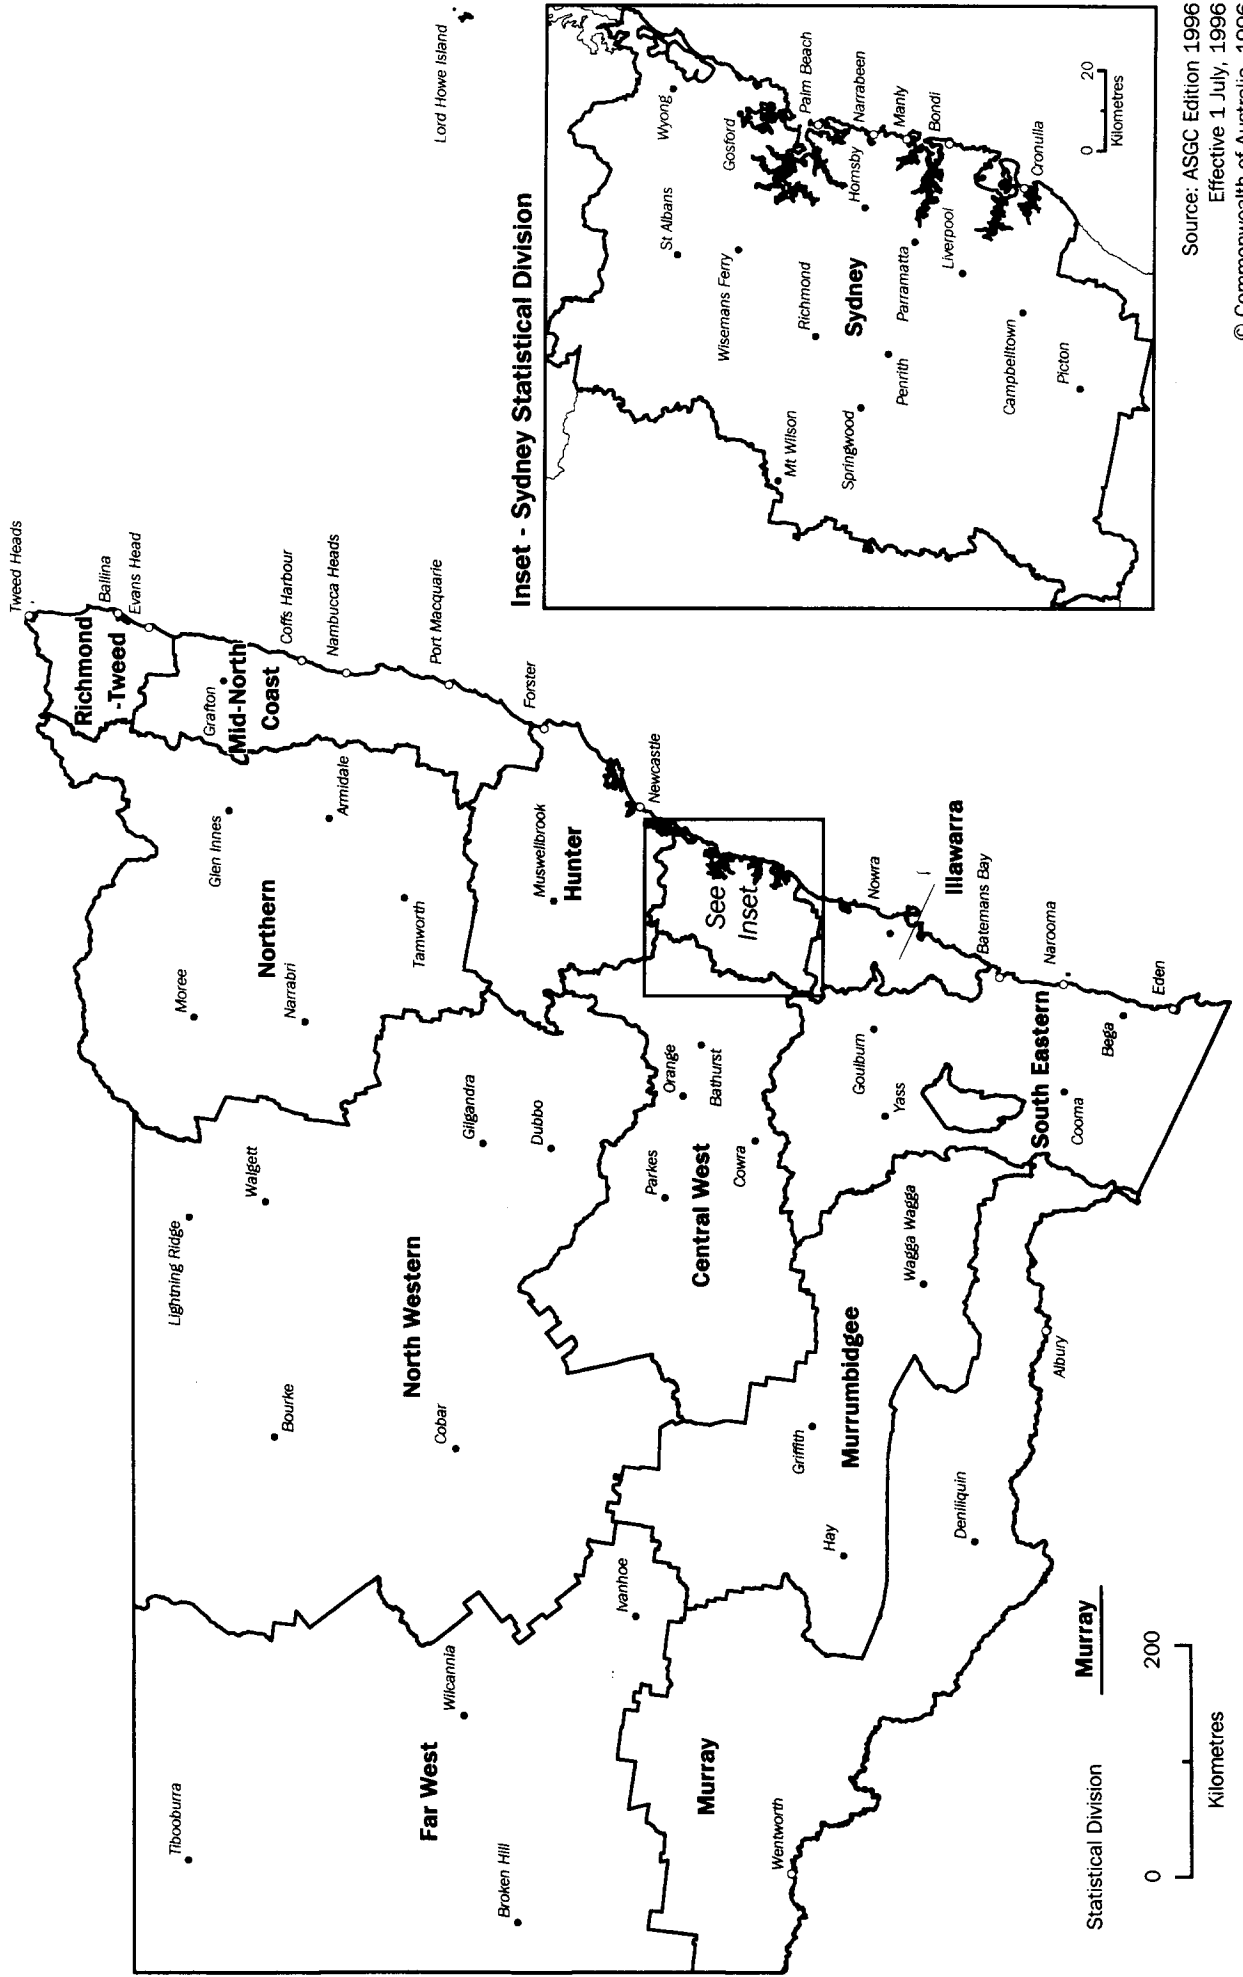 Lord Howe Island
Tweed Heads
Richmond
-Tweed
Ballina
Evans Head
Grafton
Mid-North
Coast
Coffs Harbour
Nambucca Heads
Port Macquarie
Forster
Glen Innes
Armidale
Moree
Northern
Narrabri
Tamworth
Muswellbrook
Hunter
Newcastle
Lightning Ridge
Walgett
Bourke
North Western
Cobar
Gilgandra
Dubbo
Tibooburra
Wilcannia
Far West
Broken Hill
Ivanhoe
Parkes
Orange
Bathurst
Central West
Cowra
See
Inset
Nowra
Illawarra
Batemans Bay
Narooma
Eden
Bega
Goulburn
Yass
South Eastern
Cooma
Wagga Wagga
Murrumbidgee
Griffith
Hay
Albury
Deniliquin
Murray
Wentworth
Statistical Division
Murray
0
200
Kilometres
Inset - Sydney Statistical Division
Wyong
St Albans
Gosford
Wisemans Ferry
Palm Beach
Mt Wilson
Richmond
Narrabeen
Hornsby
Sydney
Springwood
Penrith
Parramatta
Manly
Bondi
Liverpool
Campbelltown
Cronulla
Picton
0
20
Kilometres
Source: ASGC Edition 1996
Effective 1 July, 1996
© Commonwealth of Australia, 1996